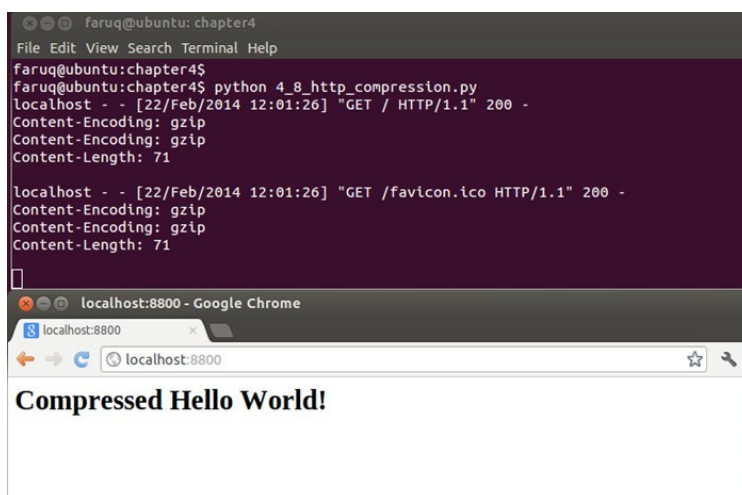 faruq@ubuntu: chapter4
File Edit View Search Terminal Help
faruq@ubuntu:chapter4$
faruq@ubuntu:chapter4$ python 4_8_http_compression.py
localhost - - [22/Feb/2014 12:01:26] "GET / HTTP/1.1" 200 -
Content-Encoding: gzip
Content-Encoding: gzip
Content-Length: 71
localhost - - [22/Feb/2014 12:01:26] "GET /favicon.ico HTTP/1.1" 200 -
Content-Encoding: gzip
Content-Encoding: gzip
Content-Length: 71
localhost:8800 - Google Chrome
8 localhost:8800
localhost:8800
Compressed Hello World!